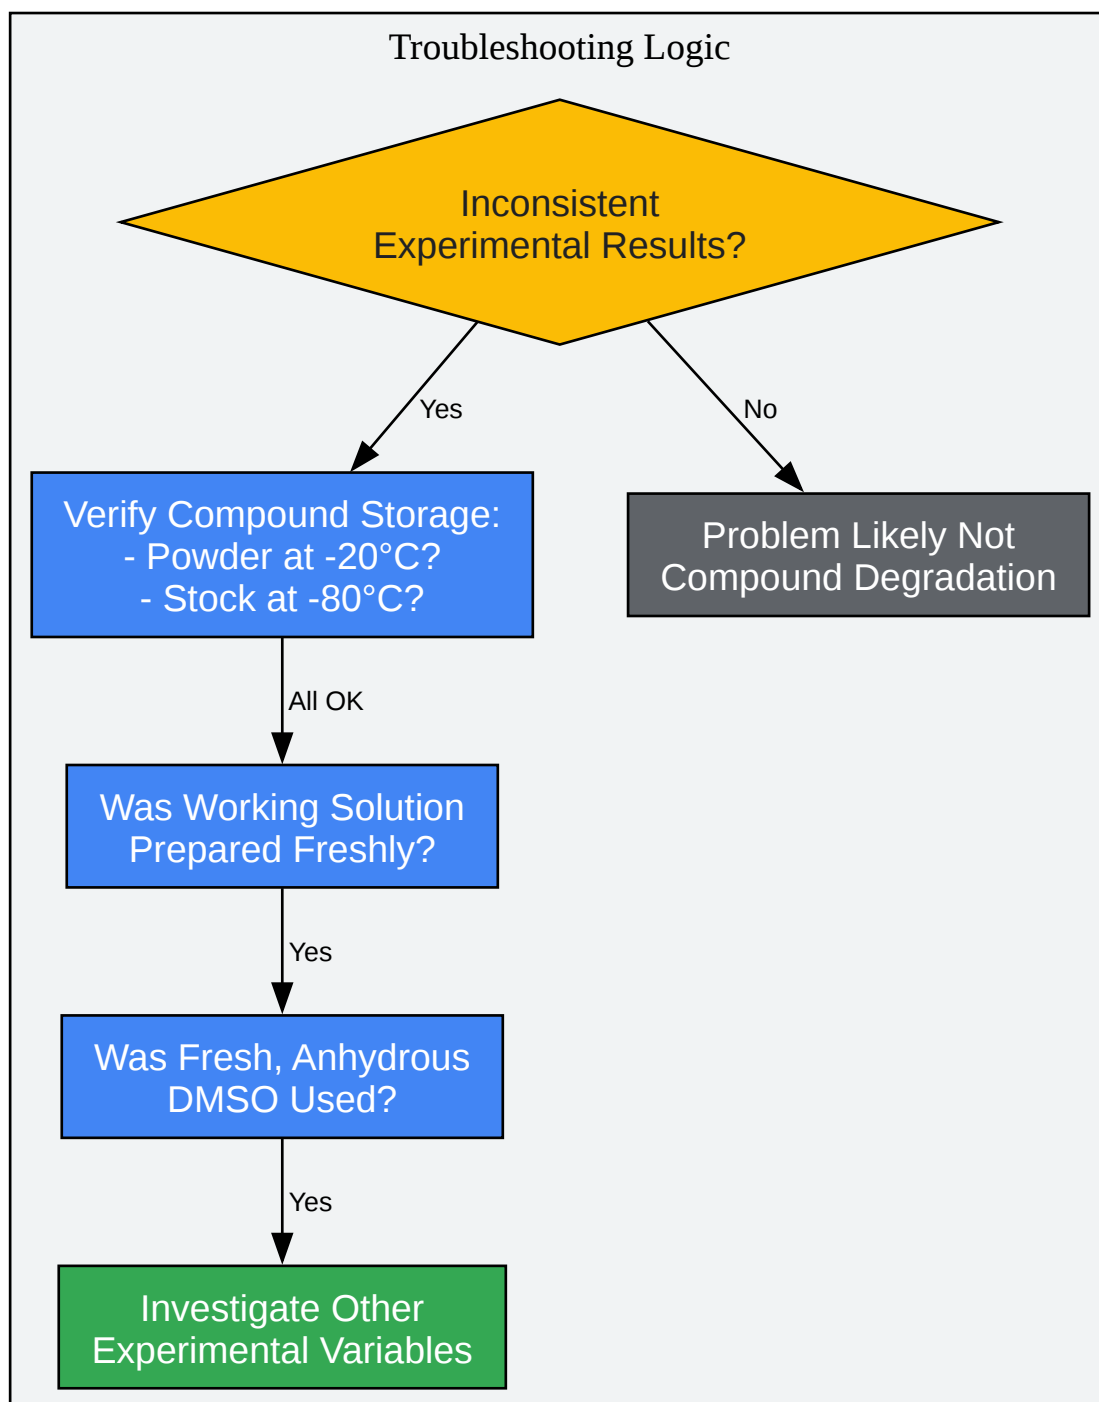 Troubleshooting Logic
Inconsistent
Experimental Results?
Yes
No
Verify Compound Storage:
- Powder at -20°C?
- Stock at -80°C?
Problem Likely Not
Compound Degradation
All OK
Was Working Solution
Prepared Freshly?
Yes
Was Fresh, Anhydrous
DMSO Used?
Yes
Investigate Other
Experimental Variables